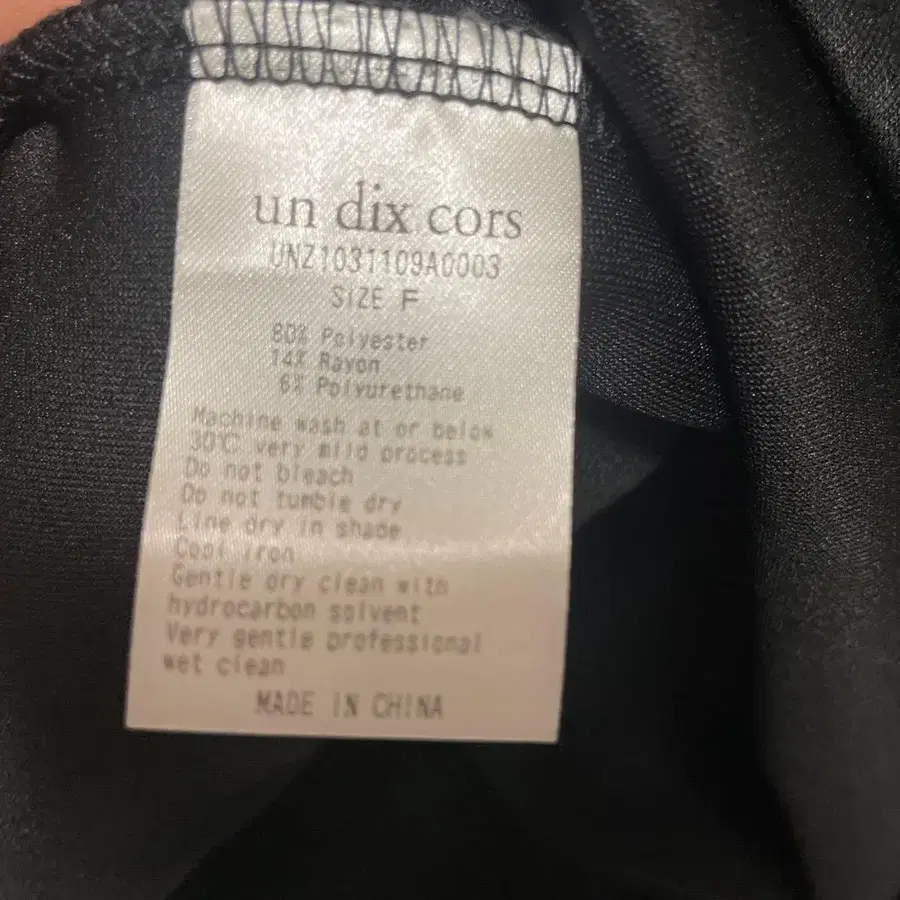 un dix cors
UNZ1031109A0003
SIZE F
80% Polyester
14% Rayon
6% Polyurethane
Machine wash at or below
30℃ very mild process
Do not bleach
Do not tumble dry
Line dry in shade
Cool iron
Gentle dry clean with
hydrocarbon solvent
Very gentle professional
wet clean
MADE IN CHINA